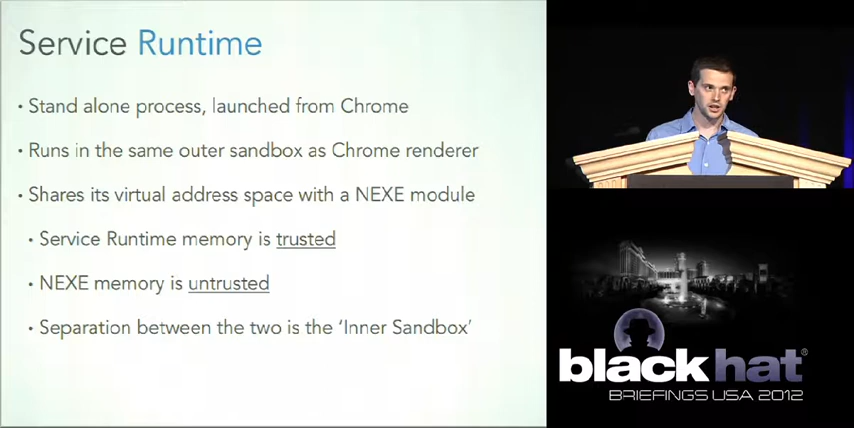 Service Runtime
• Stand alone process, launched from Chrome
• Runs in the same outer sandbox as Chrome renderer
• Shares its virtual address space with a NEXE module
• Service Runtime memory is trusted
• NEXE memory is untrusted
• Separation between the two is the ‘Inner Sandbox’
black hat®
BRIEFINGS USA 2012